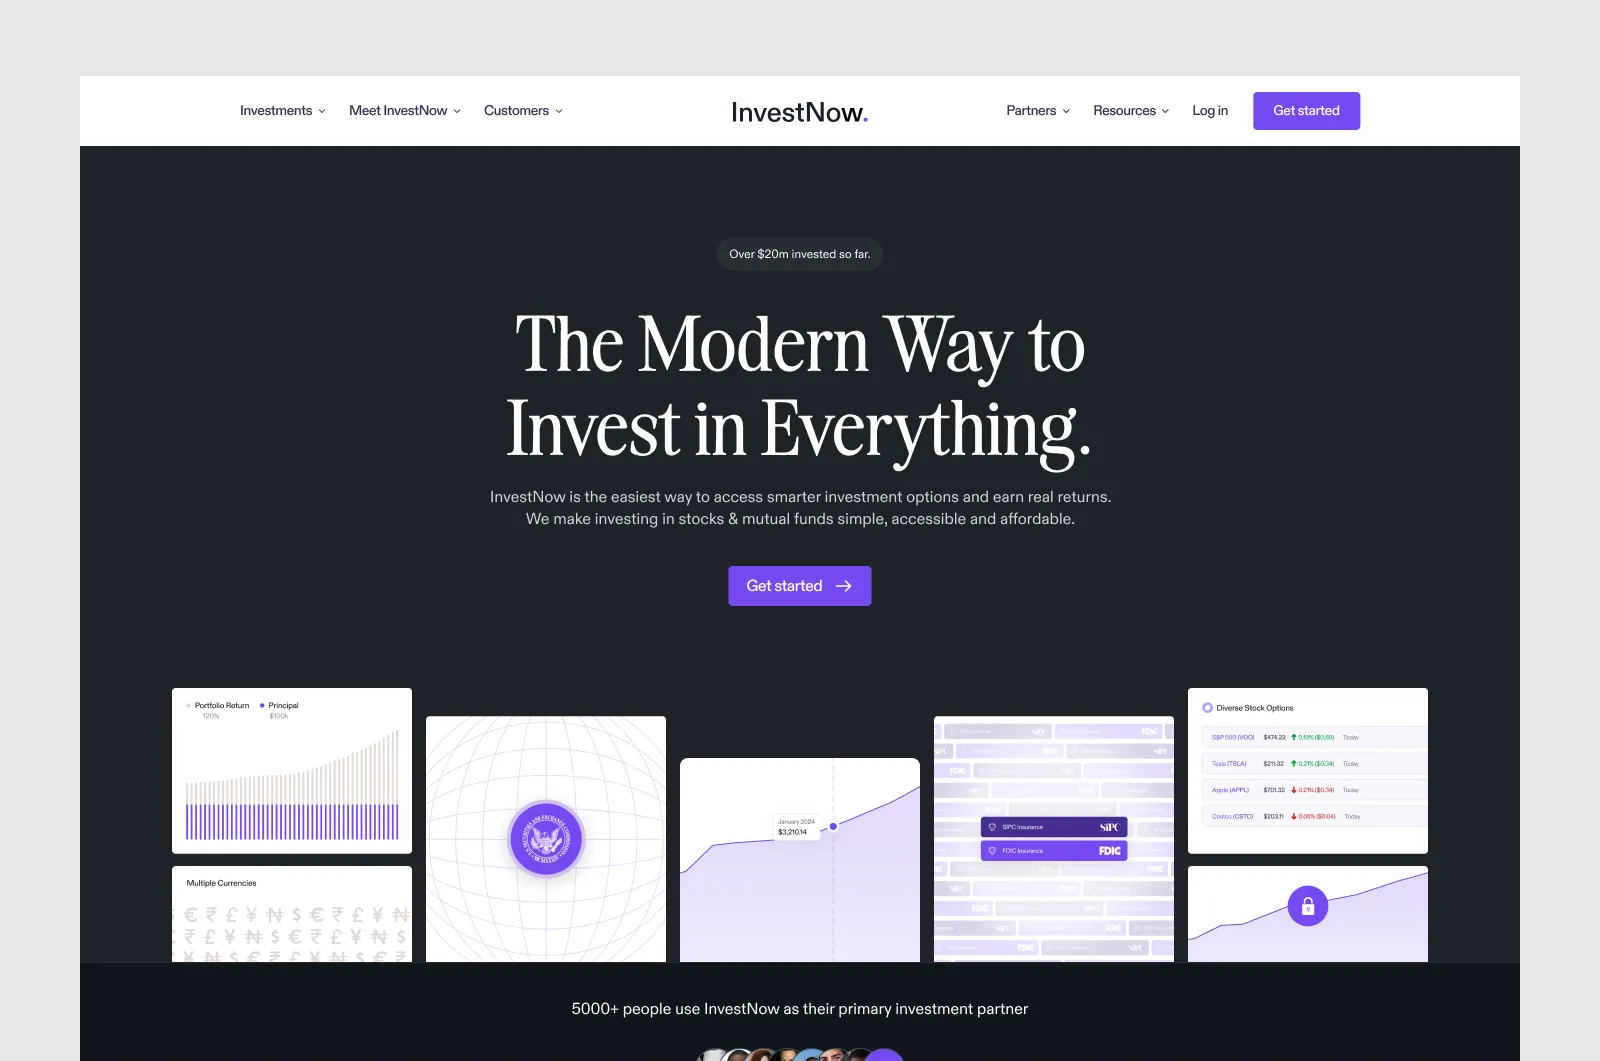 Investments
Meet InvestNow
Customers
InvestNow.
Partners
Resources
Log in
Get started
Over $20m invested so far.
The Modern Way to
Invest in Everything.
InvestNow is the easiest way to access smarter investment options and earn real returns.
We make investing in stocks & mutual funds simple, accessible and affordable.
Get started
Portfolio Return
120%
Principal
$100k
Multiple Currencies
$ € ₹ £ ¥ ₦ $ € ₹ £ ¥ ₦
₹ £ ¥ ₦ $ € ₹ £ ¥ ₦ $
¥ ₦ $ € ₹ £ ¥ ₦ $ € ₹
January 2024
$3,210.14
SIPC Insurance
SIPC
FDIC Insurance
FDIC
Diverse Stock Options
S&P 500 (VOO) $474.22 0.19% ($0.89) Today
Tesla (TSLA) $211.32 0.21% ($0.34) Today
Apple (APPL) $701.32 0.21% ($0.34) Today
Costco (CSTC) $203.11 0.05% ($0.04) Today
5000+ people use InvestNow as their primary investment partner